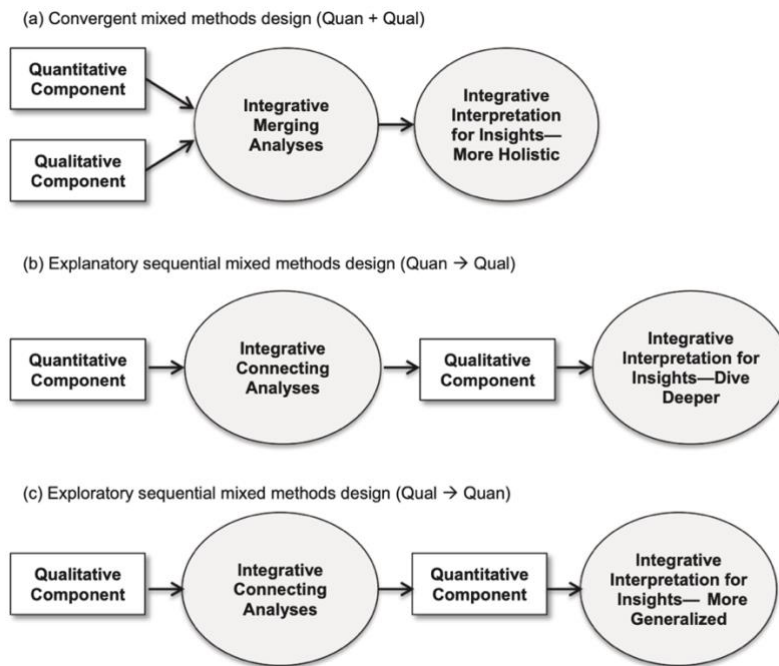 (a) Convergent mixed methods design (Quan + Qual)
Quantitative
Component
Qualitative
Component
Integrative
Merging
Analyses
Integrative
Interpretation
for Insights—
More Holistic
(b) Explanatory sequential mixed methods design (Quan → Qual)
Quantitative
Component
Integrative
Connecting
Analyses
Qualitative
Component
Integrative
Interpretation for
Insights—Dive
Deeper
(c) Exploratory sequential mixed methods design (Qual → Quan)
Qualitative
Component
Integrative
Connecting
Analyses
Quantitative
Component
Integrative
Interpretation for
Insights— More
Generalized